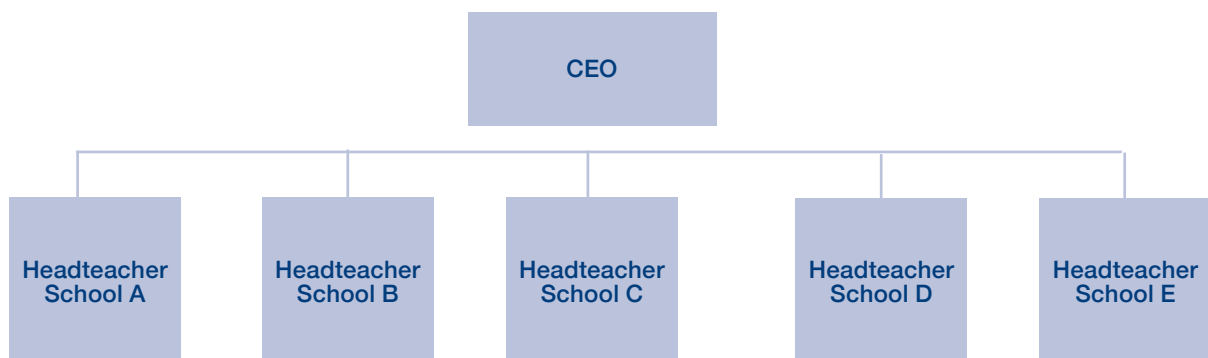 CEO
Headteacher
School A
Headteacher
School B
Headteacher
School C
Headteacher
School D
Headteacher
School E